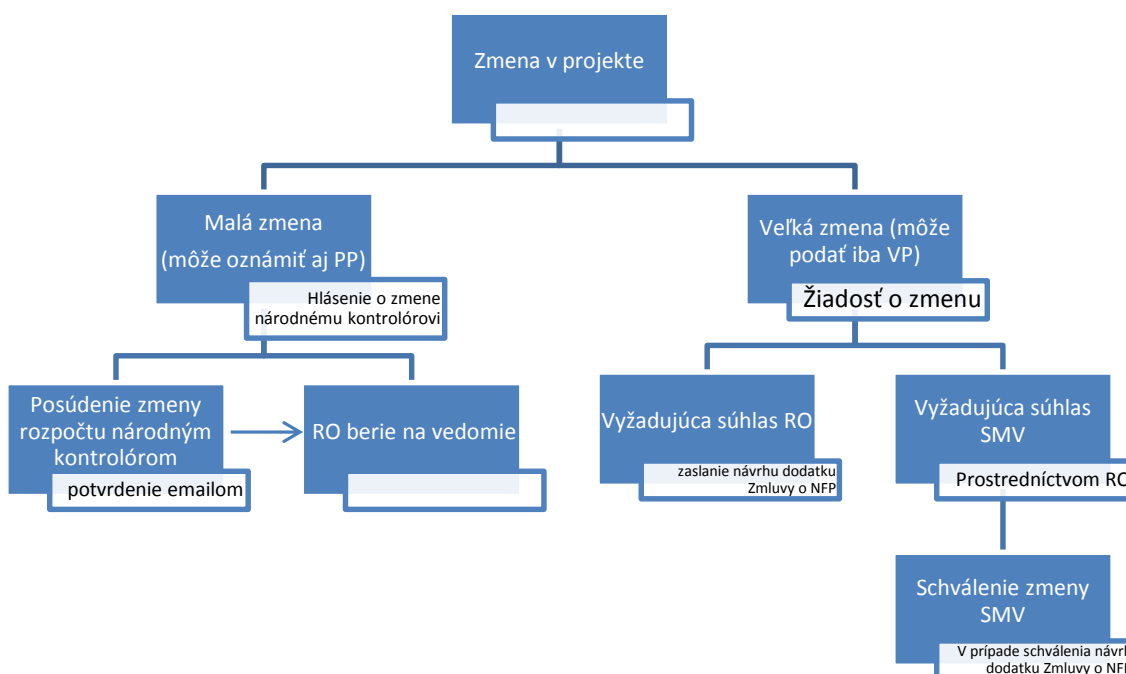 Zmena v projekte
Malá zmena
(môže oznámiť aj PP)
Hlásenie o zmene
národnému kontrolórovi
Veľká zmena (môže
podať iba VP)
Žiadosť o zmenu
Posúdenie zmeny
rozpočtu národným
kontrolórom
potvrdenie emailom
RO berie na vedomie
Vyžadujúca súhlas RO
zaslanie návrhu dodatku
Zmluvy o NFP
Vyžadujúca súhlas
SMV
Prostredníctvom RO
Schválenie zmeny
SMV
V prípade schválenia
dodatku Zmluvy o NFP